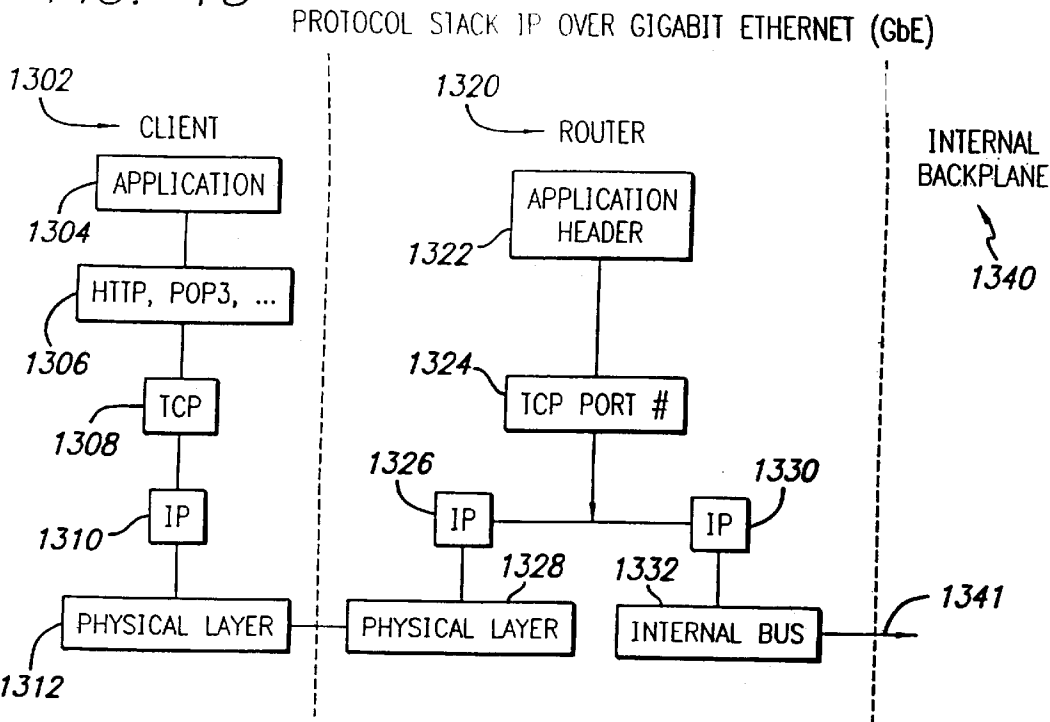 PROTOCOL STACK IP OVER GIGABIT ETHERNET (GbE)
1302
CLIENT
APPLICATION
1304
HTTP, POP3, ...
1306
TCP
1308
IP
1310
PHYSICAL LAYER
1312
1320
ROUTER
APPLICATION
HEADER
1322
1324
TCP PORT #
1326
IP
1330
IP
1328
PHYSICAL LAYER
1332
INTERNAL BUS
INTERNAL
BACKPLANE
1340
1341